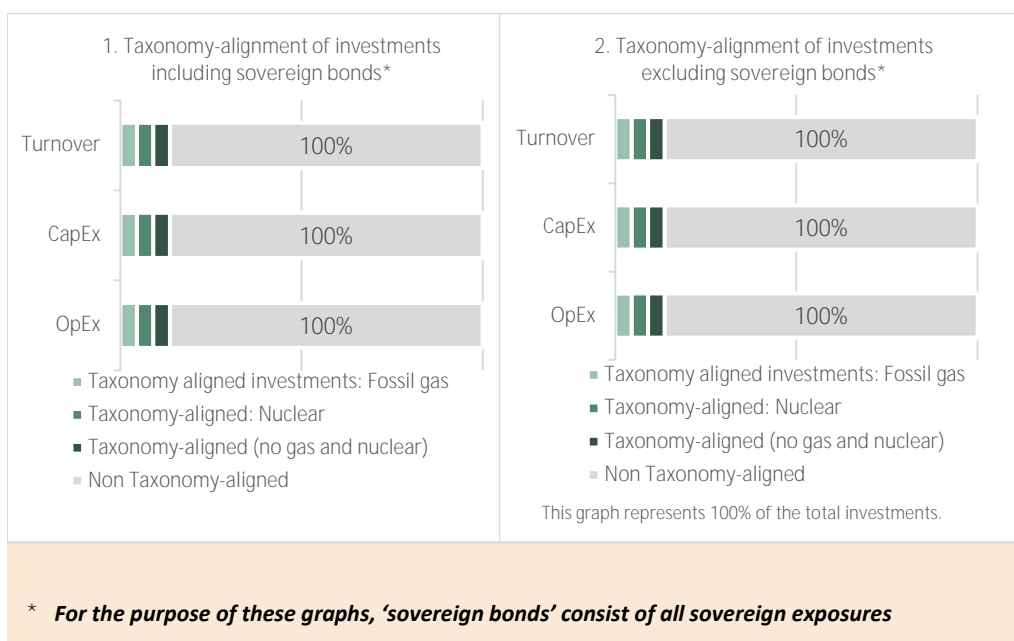 1. Taxonomy-alignment of investments
including sovereign bonds*
Turnover
100%
CapEx
100%
OpEx
100%
Taxonomy aligned investments: Fossil gas
Taxonomy-aligned: Nuclear
Taxonomy-aligned (no gas and nuclear)
Non Taxonomy-aligned
2. Taxonomy-alignment of investments
excluding sovereign bonds*
Turnover
100%
CapEx
100%
OpEx
100%
Taxonomy aligned investments: Fossil gas
Taxonomy-aligned: Nuclear
Taxonomy-aligned (no gas and nuclear)
Non Taxonomy-aligned
This graph represents 100% of the total investments.
* For the purpose of these graphs, ‘sovereign bonds’ consist of all sovereign exposures